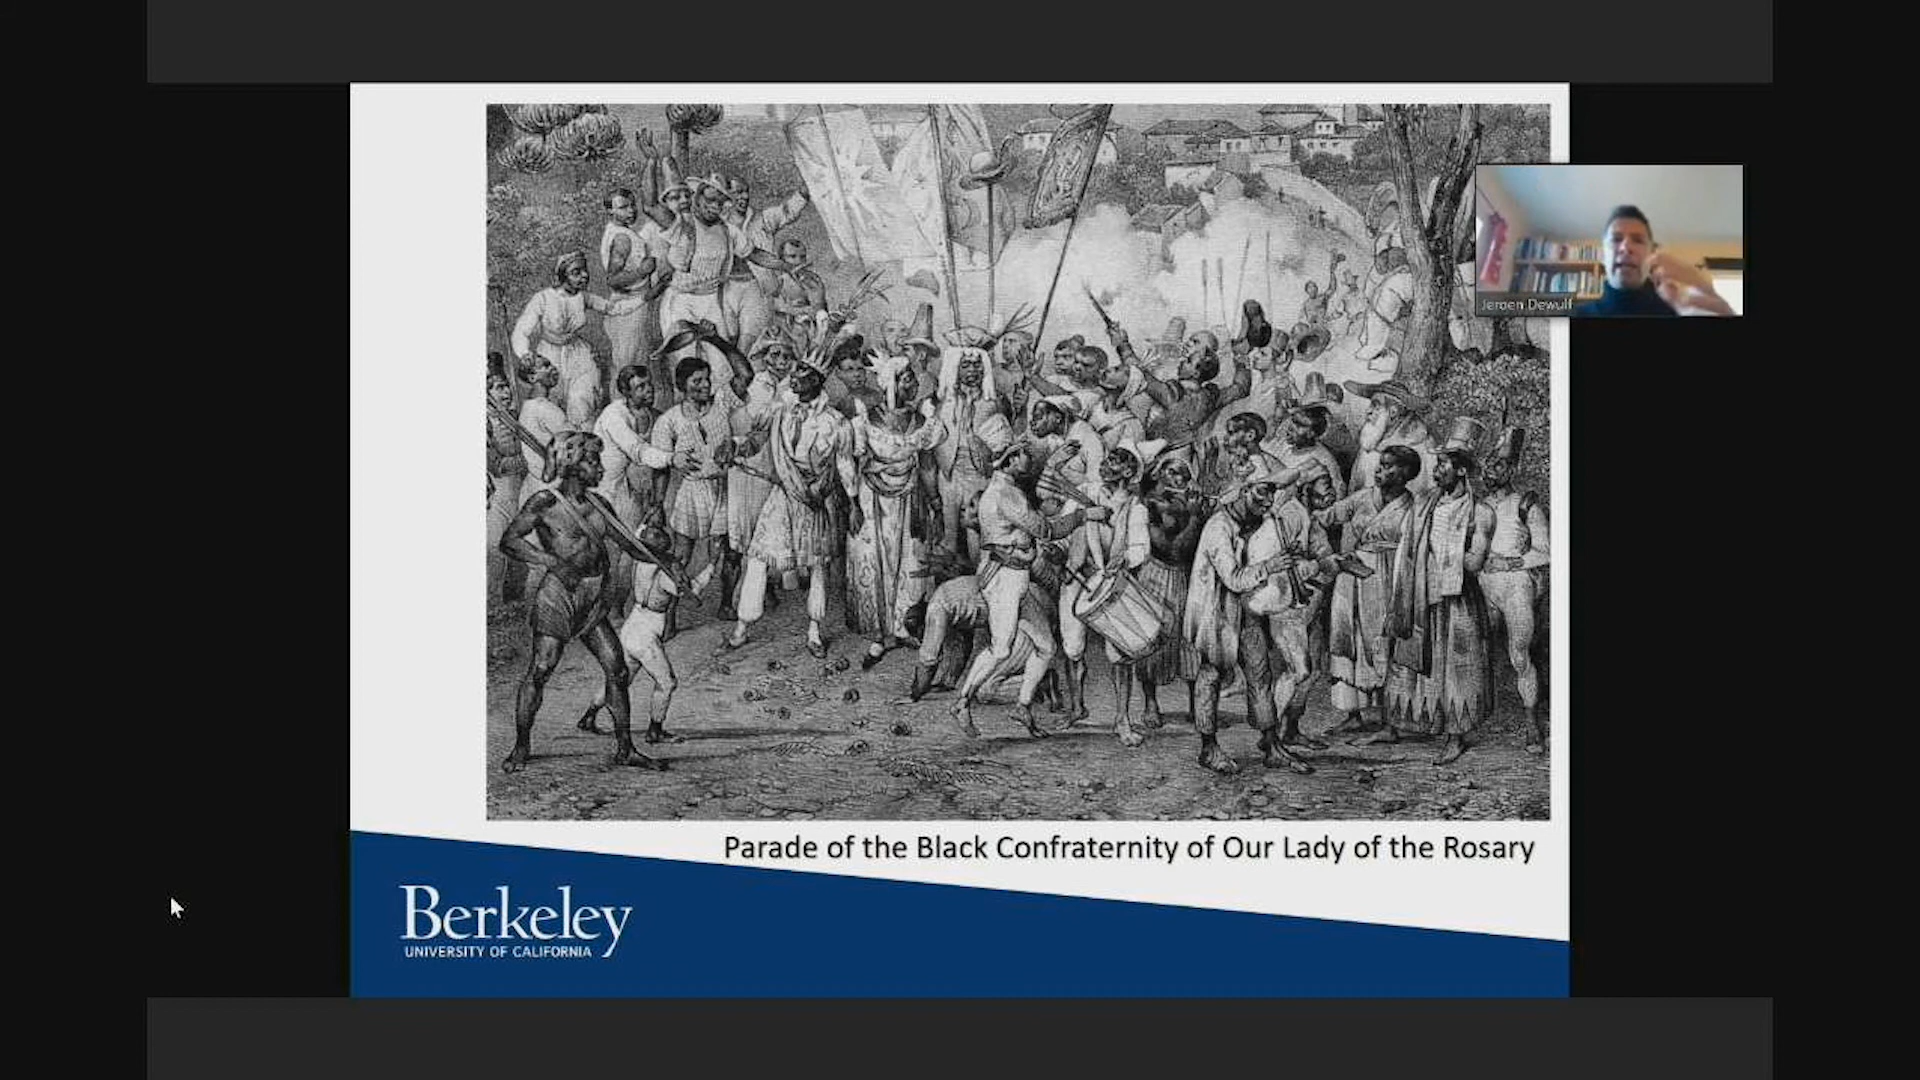 Jeroen Dewulf
Parade of the Black Confraternity of Our Lady of the Rosary
Berkeley
UNIVERSITY OF CALIFORNIA